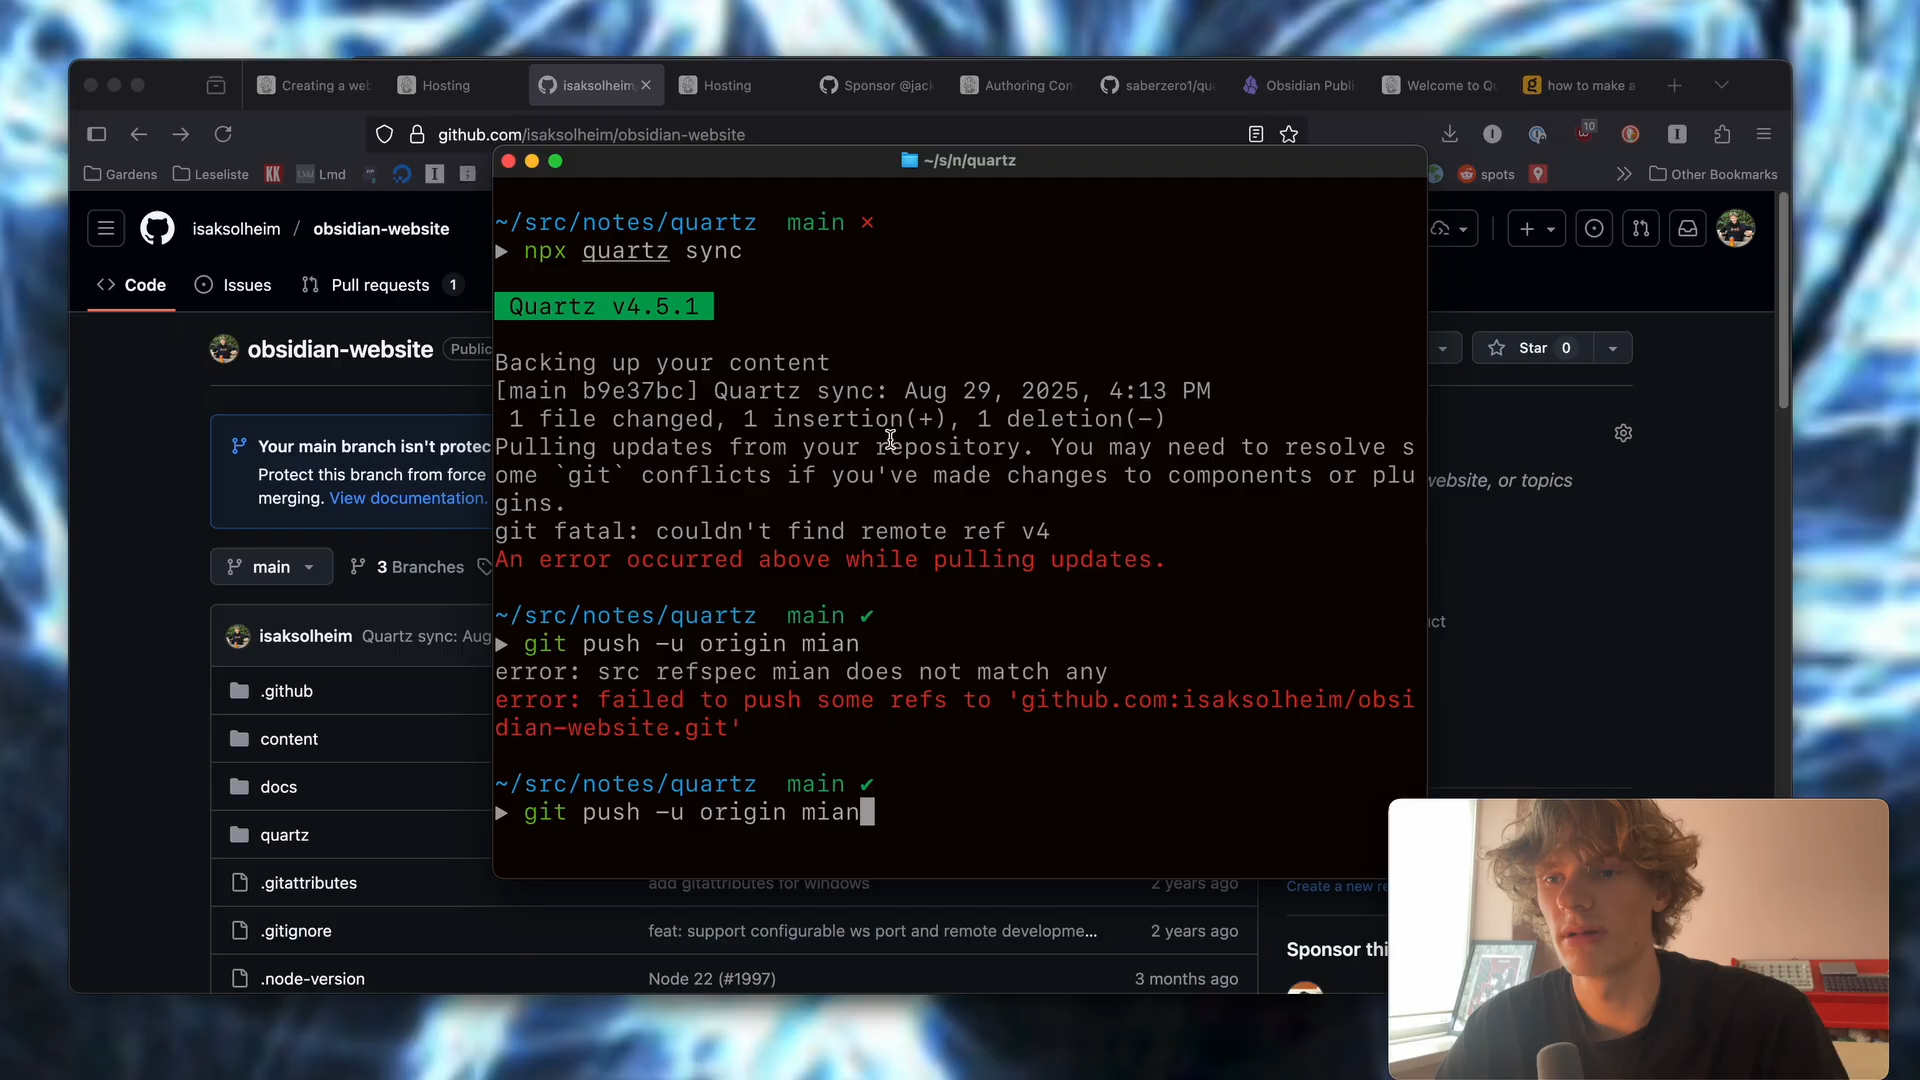 Creating a web
Hosting
isaksolheim
Hosting
Sponsor @jack
Authoring Con
saberzero1/qu
Obsidian Publi
Welcome to Qu
how to make a
github.com/isaksolheim/obsidian-website
10
Gardens
Leseliste
KK
Lmd
spots
Other Bookmarks
~/s/n/quartz
isaksolheim / obsidian-website
Code
Issues
Pull requests 1
obsidian-website
Public
Star 0
Your main branch isn't protec
Protect this branch from force
merging. View documentation.
main
3 Branches
isaksolheim Quartz sync: Aug
.github
content
docs
quartz
.gitattributes
add gitattributes for windows
2 years ago
.gitignore
feat: support configurable ws port and remote developme...
2 years ago
.node-version
Node 22 (#1997)
3 months ago
~/src/notes/quartz main ×
▶ npx quartz sync
Quartz v4.5.1
Backing up your content
[main b9e37bc] Quartz sync: Aug 29, 2025, 4:13 PM
1 file changed, 1 insertion(+), 1 deletion(-)
Pulling updates from your repository. You may need to resolve s
ome `git` conflicts if you've made changes to components or plu
gins.
git fatal: couldn't find remote ref v4
An error occurred above while pulling updates.
~/src/notes/quartz main ✔
▶ git push -u origin mian
error: src refspec mian does not match any
error: failed to push some refs to 'github.com:isaksolheim/obsi
dian-website.git'
~/src/notes/quartz main ✔
▶ git push -u origin mian
website, or topics
uct
Create a new re
Sponsor thi